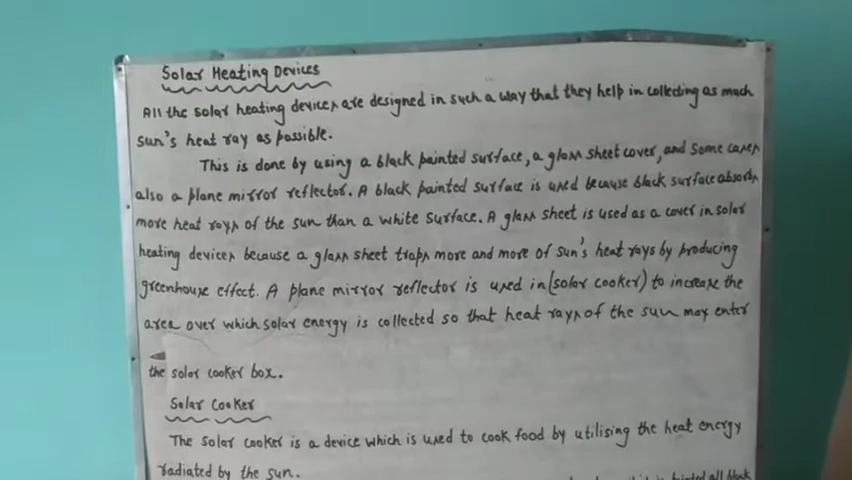 Solar Heating Devices
All the solar heating devices are designed in such a way that they help in collecting as much
sun's heat ray as possible.
This is done by using a black painted surface, a glass sheet cover, and some cases
also a plane mirror reflector. A black painted surface is used because black surface absorbs
more heat rays of the sun than a white surface. A glass sheet is used as a cover in solar
heating devices because a glass sheet traps more and more of sun's heat rays by producing
greenhouse effect. A plane mirror reflector is used in (solar cooker) to increase the
area over which solar energy is collected so that heat rays of the sun may enter
the solar cooker box.
Solar Cooker
The solar cooker is a device which is used to cook food by utilising the heat energy
radiated by the sun.